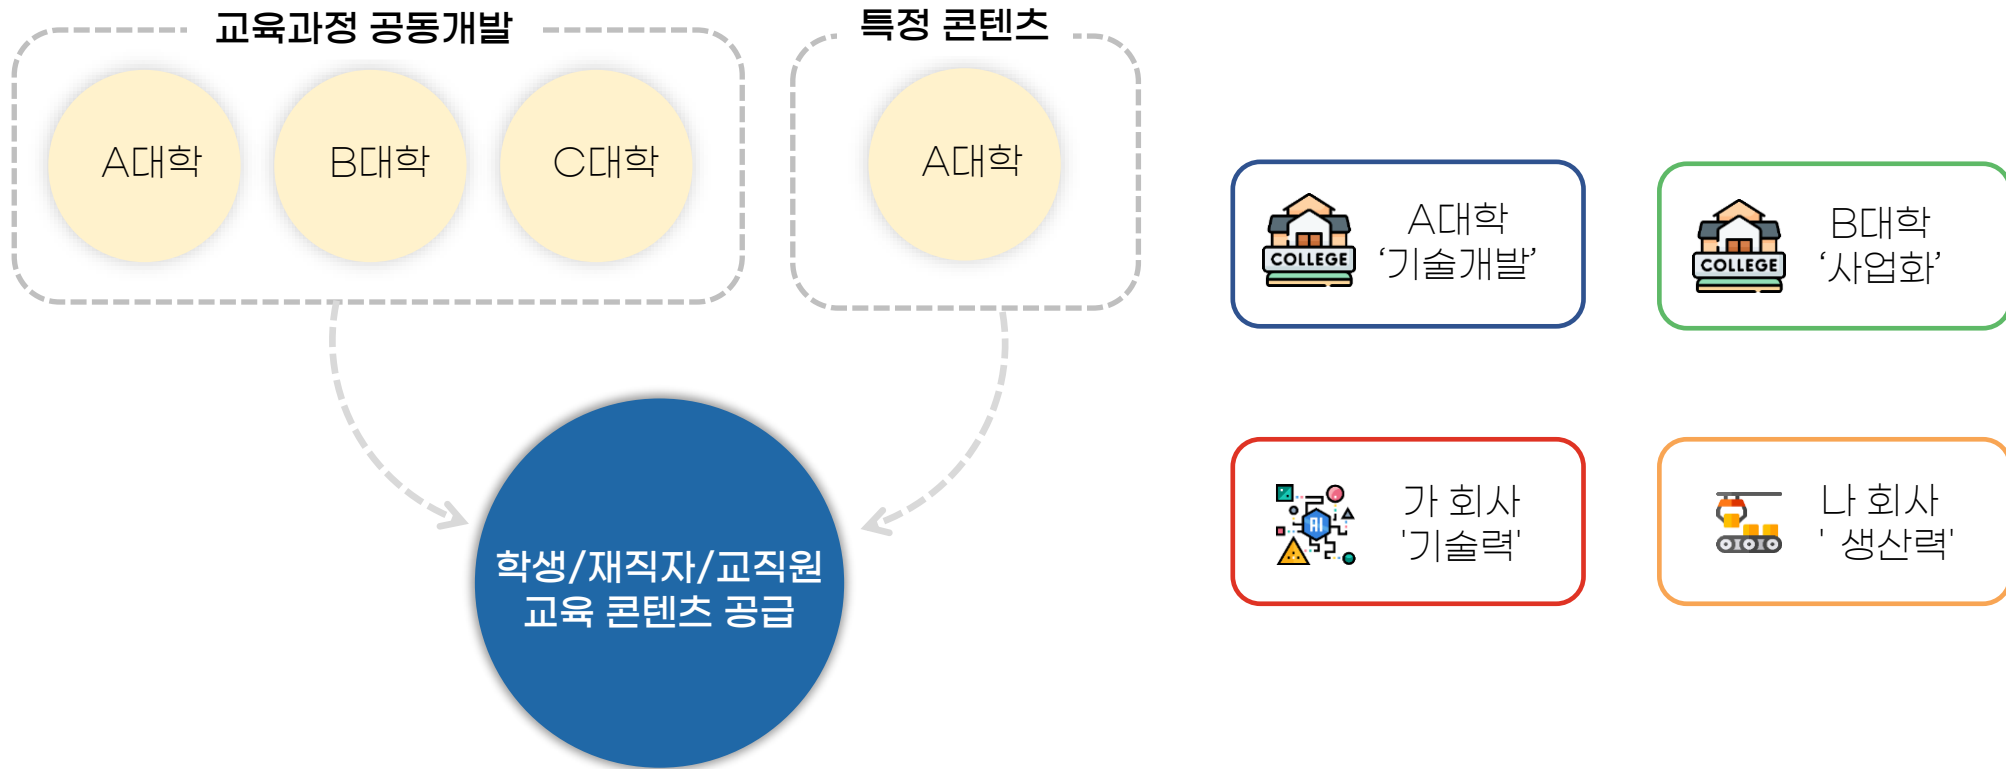 교육과정 공동개발
A대학
B대학
C대학
특정 콘텐츠
A대학
학생/재직자/교직원
교육 콘텐츠 공급
COLLEGE
A대학
‘기술개발’
COLLEGE
B대학
‘사업화’
AI
가 회사
'기술력'
나 회사
' 생산력'